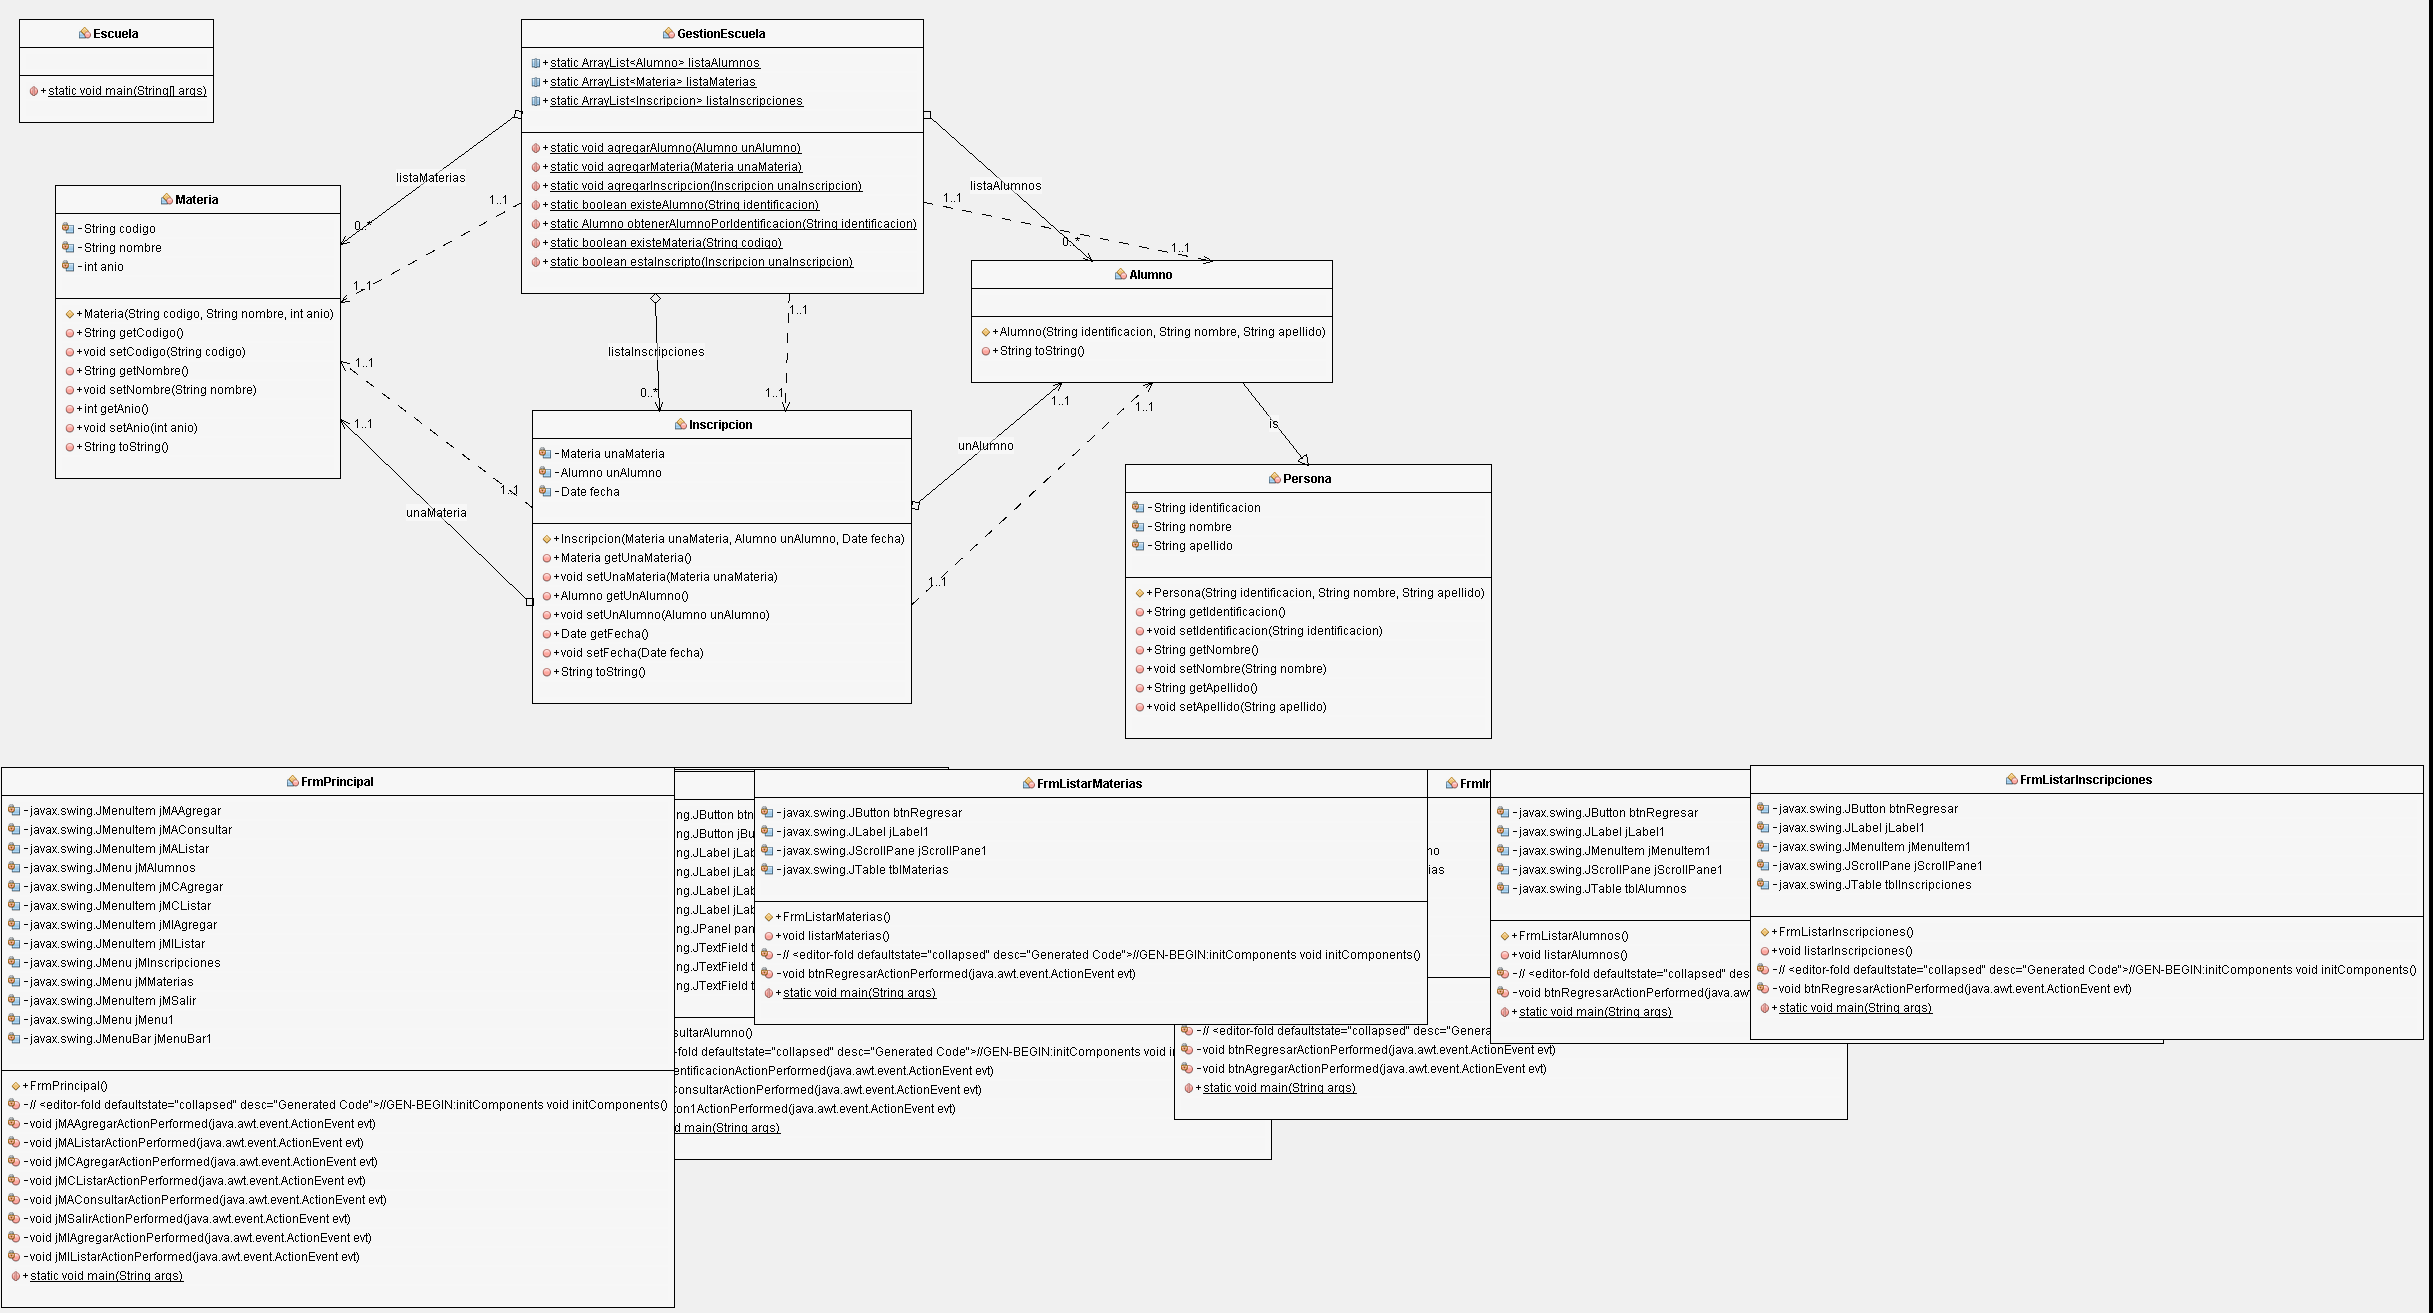 Escuela
+static void main(String[] args)
GestionEscuela
+static ArrayList<Alumno> listaAlumnos
+static ArrayList<Materia> listaMaterias
+static ArrayList<Inscripcion> listaInscripciones
+static void agregarAlumno(Alumno unAlumno)
+static void agregarMateria(Materia unaMateria)
+static void agregarInscripcion(Inscripcion unaInscripcion)
+static boolean existeAlumno(String identificacion)
+static Alumno obtenerAlumnoPorIdentificacion(String identificacion)
+static boolean existeMateria(String codigo)
+static boolean estaInscripto(Inscripcion unaInscripcion)
listaMaterias
0..*
1..1
1..1
listaAlumnos
0..*
1..1
1..1
listaInscripciones
0..*
1..1
1..1
Materia
-String codigo
-String nombre
-int anio
+Materia(String codigo, String nombre, int anio)
+String getCodigo()
+void setCodigo(String codigo)
+String getNombre()
+void setNombre(String nombre)
+int getAnio()
+void setAnio(int anio)
+String toString()
1..1
1..1
1..1
unaMateria
Alumno
+Alumno(String identificacion, String nombre, String apellido)
+String toString()
1..1
unAlumno
1..1
1..1
is
Inscripcion
-Materia unaMateria
-Alumno unAlumno
-Date fecha
+Inscripcion(Materia unaMateria, Alumno unAlumno, Date fecha)
+Materia getUnaMateria()
+void setUnaMateria(Materia unaMateria)
+Alumno getUnAlumno()
+void setUnAlumno(Alumno unAlumno)
+Date getFecha()
+void setFecha(Date fecha)
+String toString()
Persona
-String identificacion
-String nombre
-String apellido
+Persona(String identificacion, String nombre, String apellido)
+String getIdentificacion()
+void setIdentificacion(String identificacion)
+String getNombre()
+void setNombre(String nombre)
+String getApellido()
+void setApellido(String apellido)
FrmPrincipal
-javax.swing.JMenuItem jMAAgregar
-javax.swing.JMenuItem jMAConsultar
-javax.swing.JMenuItem jMAListar
-javax.swing.JMenu jMAlumnos
-javax.swing.JMenuItem jMCAgregar
-javax.swing.JMenuItem jMCListar
-javax.swing.JMenuItem jMIAgregar
-javax.swing.JMenuItem jMIListar
-javax.swing.JMenu jMInscripciones
-javax.swing.JMenu jMMaterias
-javax.swing.JMenuItem jMSalir
-javax.swing.JMenu jMenu1
-javax.swing.JMenuBar jMenuBar1
+FrmPrincipal()
-// <editor-fold defaultstate="collapsed" desc="Generated Code">//GEN-BEGIN:initComponents void initComponents()
-void jMAAgregarActionPerformed(java.awt.event.ActionEvent evt)
-void jMAListarActionPerformed(java.awt.event.ActionEvent evt)
-void jMCAgregarActionPerformed(java.awt.event.ActionEvent evt)
-void jMCListarActionPerformed(java.awt.event.ActionEvent evt)
-void jMAConsultarActionPerformed(java.awt.event.ActionEvent evt)
-void jMSalirActionPerformed(java.awt.event.ActionEvent evt)
-void jMIAgregarActionPerformed(java.awt.event.ActionEvent evt)
-void jMIListarActionPerformed(java.awt.event.ActionEvent evt)
+static void main(String args)
ng.JButton btn
ng.JButton jBu
ng.JLabel jLab
ng.JLabel jLab
ng.JLabel jLab
ng.JLabel jLab
ng.JPanel pan
ng.JTextField t
ng.JTextField t
ng.JTextField t
sultarAlumno()
-fold defaultstate="collapsed" desc="Generated Code">//GEN-BEGIN:initComponents void i
entificacionActionPerformed(java.awt.event.ActionEvent evt)
ConsultarActionPerformed(java.awt.event.ActionEvent evt)
ton1ActionPerformed(java.awt.event.ActionEvent evt)
d main(String args)
FrmListarMaterias
-javax.swing.JButton btnRegresar
-javax.swing.JLabel jLabel1
-javax.swing.JScrollPane jScrollPane1
-javax.swing.JTable tblMaterias
+FrmListarMaterias()
+void listarMaterias()
-// <editor-fold defaultstate="collapsed" desc="Generated Code">//GEN-BEGIN:initComponents void initComponents()
-void btnRegresarActionPerformed(java.awt.event.ActionEvent evt)
+static void main(String args)
FrmIn
no
ias
-// <editor-fold defaultstate="collapsed" desc="Genera
-void btnRegresarActionPerformed(java.awt.event.ActionEvent evt)
-void btnAgregarActionPerformed(java.awt.event.ActionEvent evt)
+static void main(String args)
-javax.swing.JButton btnRegresar
-javax.swing.JLabel jLabel1
-javax.swing.JMenuItem jMenuItem1
-javax.swing.JScrollPane jScrollPane1
-javax.swing.JTable tblAlumnos
+FrmListarAlumnos()
+void listarAlumnos()
-// <editor-fold defaultstate="collapsed" des
-void btnRegresarActionPerformed(java.aw
+static void main(String args)
FrmListarInscripciones
-javax.swing.JButton btnRegresar
-javax.swing.JLabel jLabel1
-javax.swing.JMenuItem jMenuItem1
-javax.swing.JScrollPane jScrollPane1
-javax.swing.JTable tblInscripciones
+FrmListarInscripciones()
+void listarInscripciones()
-// <editor-fold defaultstate="collapsed" desc="Generated Code">//GEN-BEGIN:initComponents void initComponents()
-void btnRegresarActionPerformed(java.awt.event.ActionEvent evt)
+static void main(String args)